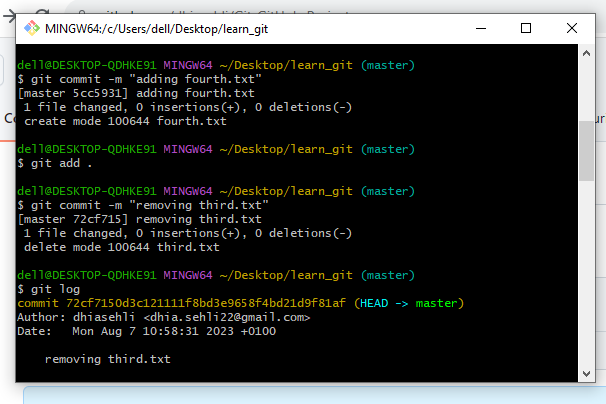 MINGW64:/c/Users/dell/Desktop/learn_git
dell@DESKTOP-QDHKE91 MINGW64 ~/Desktop/learn_git (master)
$ git commit -m "adding fourth.txt"
[master 5cc5931] adding fourth.txt
 1 file changed, 0 insertions(+), 0 deletions(-)
 create mode 100644 fourth.txt
dell@DESKTOP-QDHKE91 MINGW64 ~/Desktop/learn_git (master)
$ git add .
dell@DESKTOP-QDHKE91 MINGW64 ~/Desktop/learn_git (master)
$ git commit -m "removing third.txt"
[master 72cf715] removing third.txt
 1 file changed, 0 insertions(+), 0 deletions(-)
 delete mode 100644 third.txt
dell@DESKTOP-QDHKE91 MINGW64 ~/Desktop/learn_git (master)
$ git log
commit 72cf7150d3c121111f8bd3e9658f4bd21d9f81af (HEAD -> master)
Author: dhiasehli <dhia.sehli22@gmail.com>
Date:   Mon Aug 7 10:58:31 2023 +0100
    removing third.txt